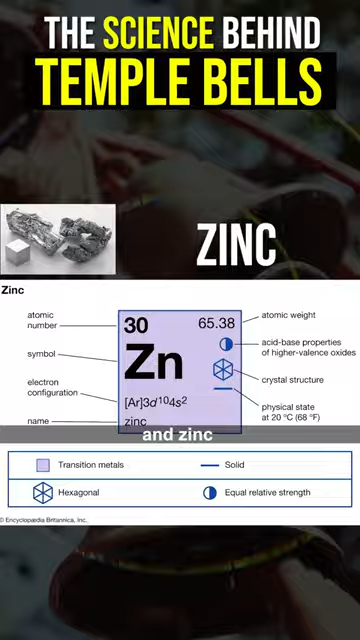 THE SCIENCE BEHIND
TEMPLE BELLS
ZINC
Zinc
atomic
number
30
65.38
atomic weight
symbol
Zn
acid-base properties
of higher-valence oxides
crystal structure
electron
configuration
[Ar]3d¹⁰4s²
physical state
at 20 °C (68 °F)
name
zinc
and zinc
Transition metals
Solid
Hexagonal
Equal relative strength
© Encyclopædia Britannica, Inc.